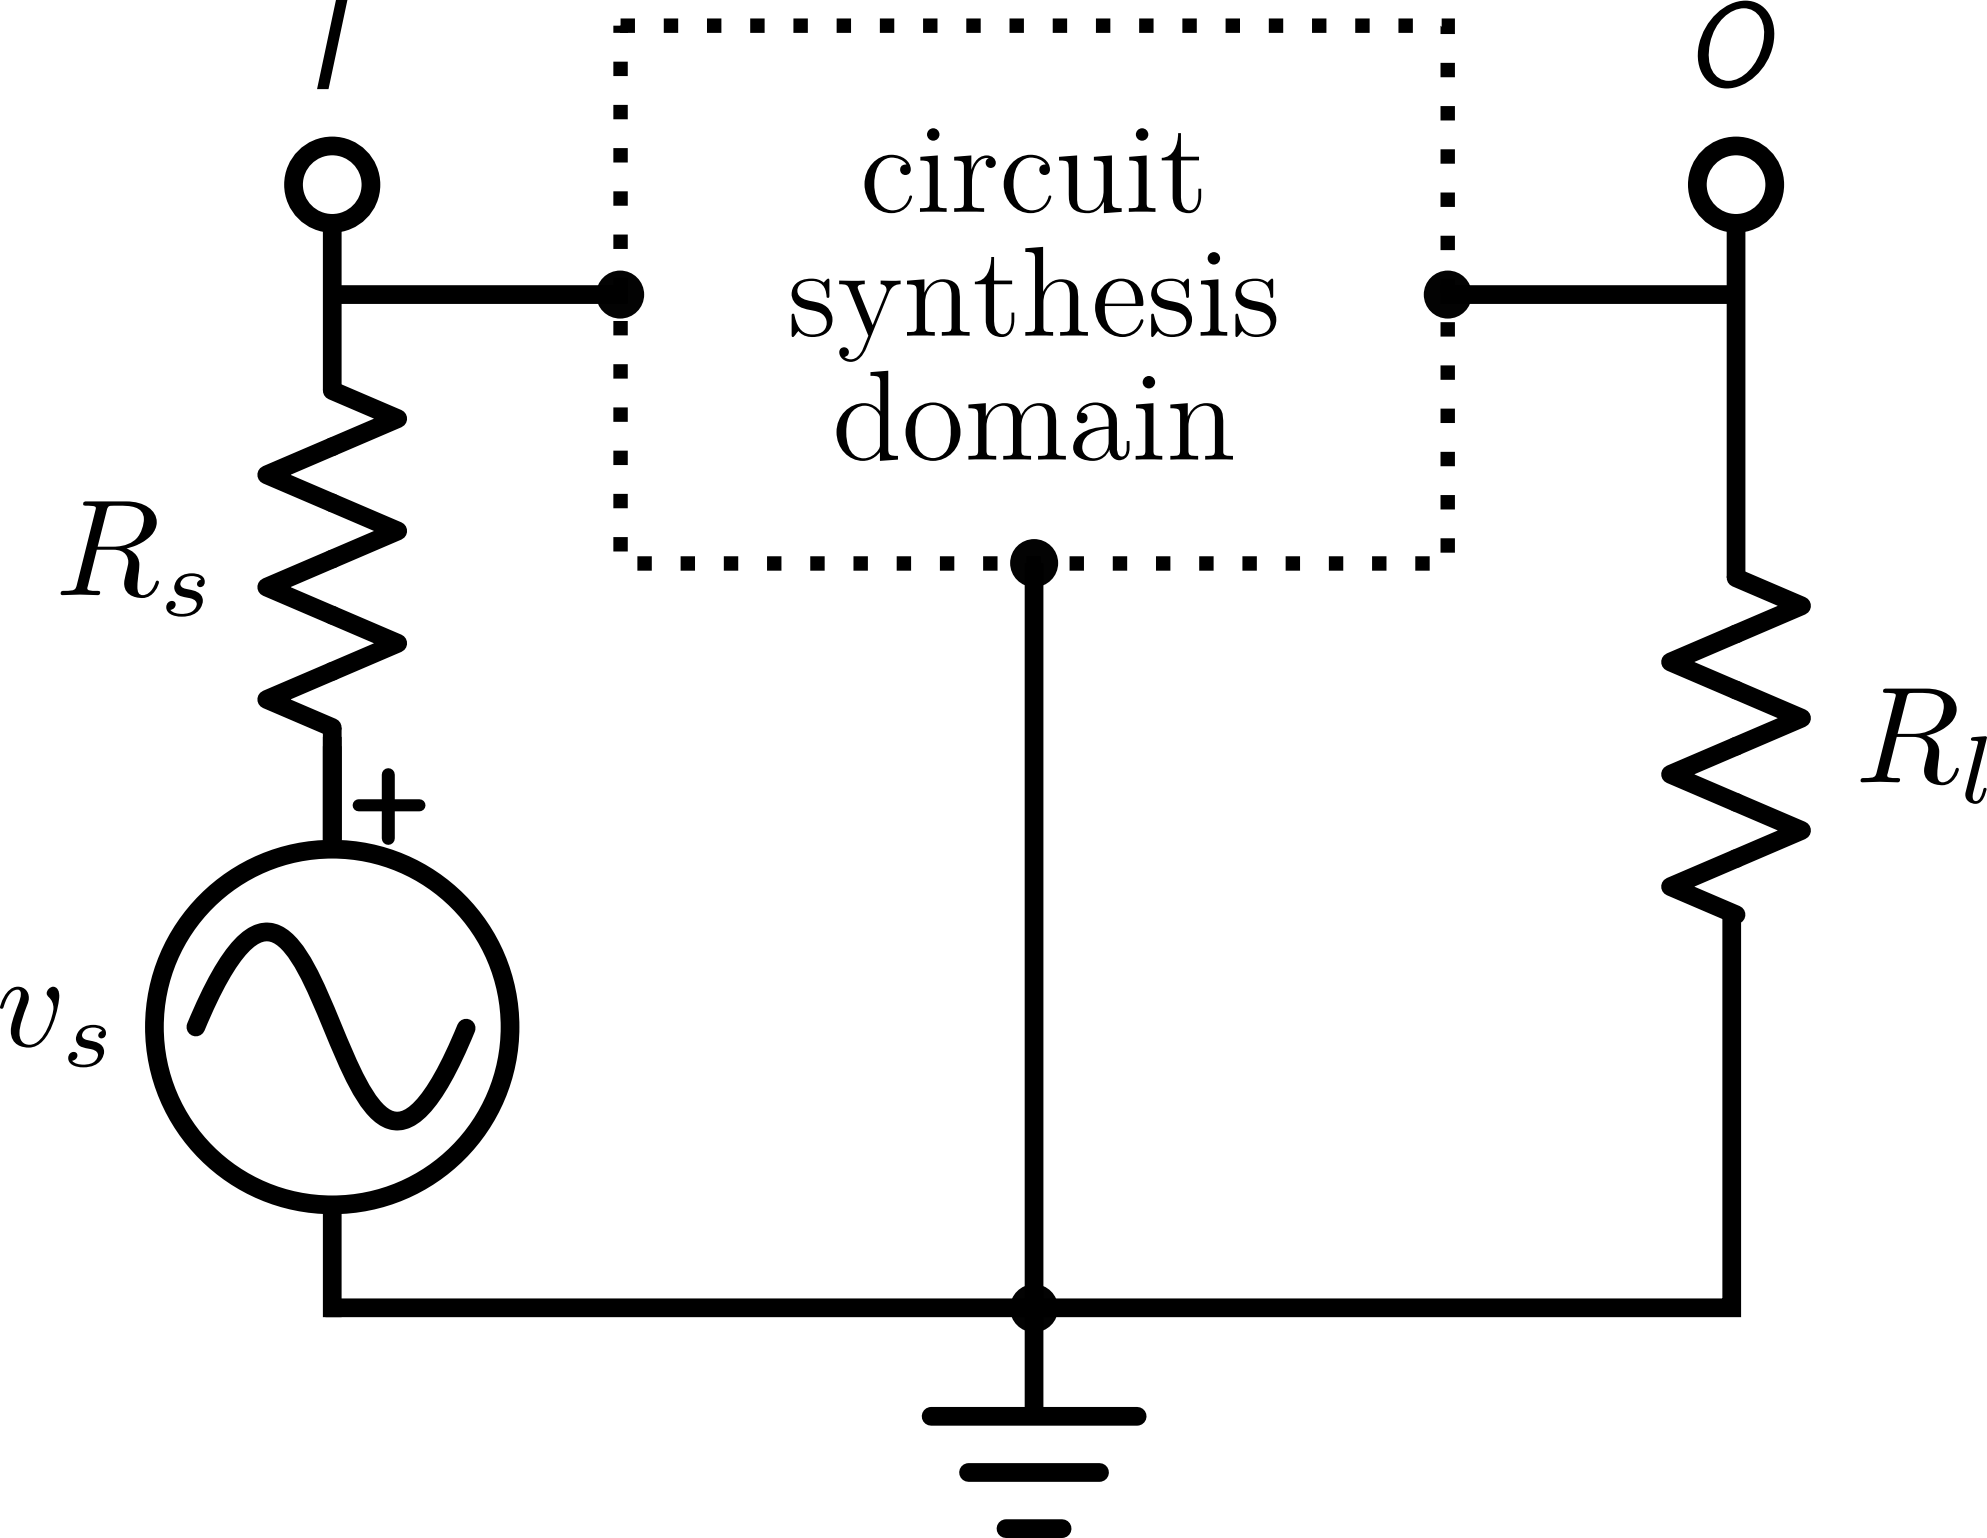 I
O
circuit
synthesis
domain
R_s
R_l
+
v_s